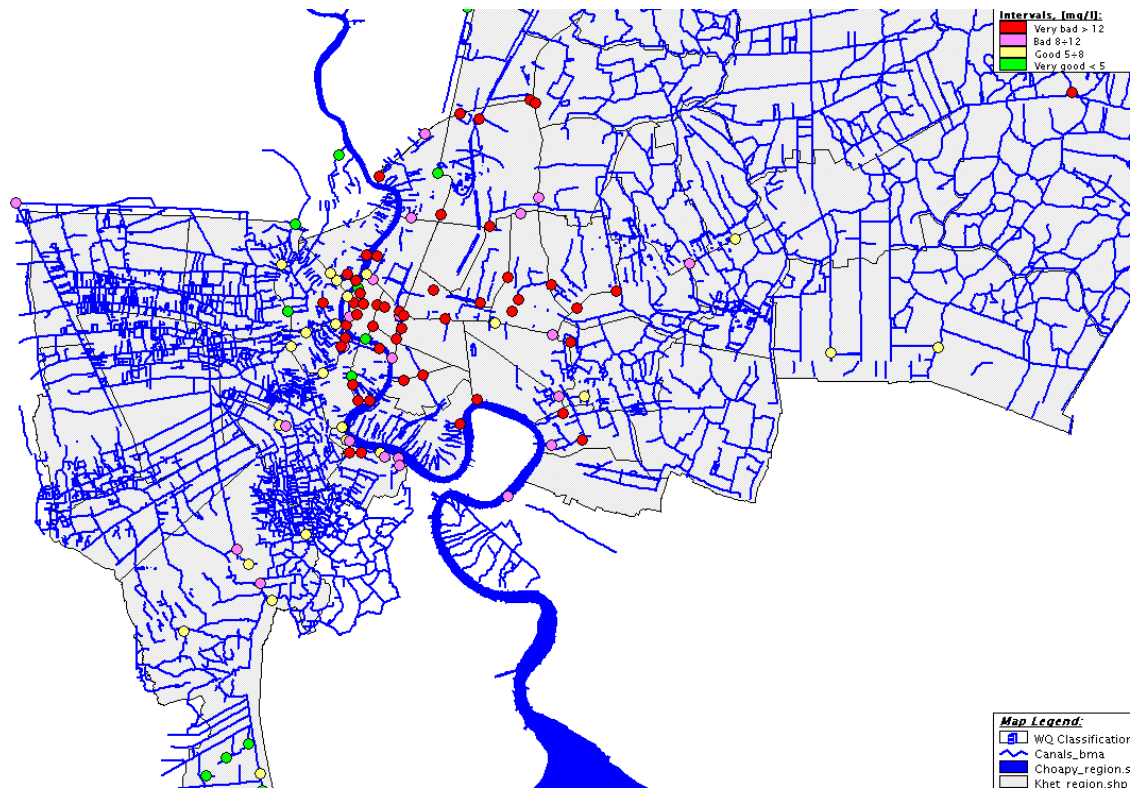 Intervals, [mg/l]:
Very bad > 12
Bad 8÷12
Good 5÷8
Very good < 5
Map Legend:
WQ Classification
Canals_bma
Choapy_region.s
Khet_region.shp